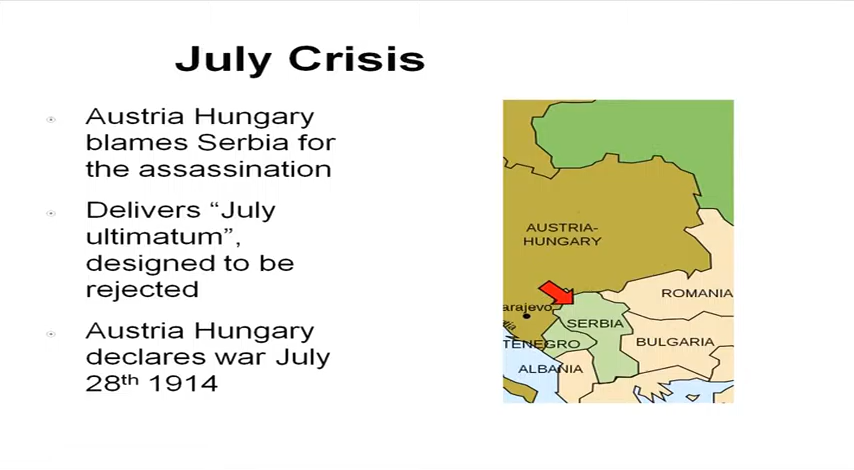 July Crisis
Austria Hungary
blames Serbia for
the assassination
Delivers “July
ultimatum”,
designed to be
rejected
Austria Hungary
declares war July
28th 1914
AUSTRIA-
HUNGARY
ROMANIA
arajevo
SERBIA
TENEGRO
BULGARIA
ALBANIA